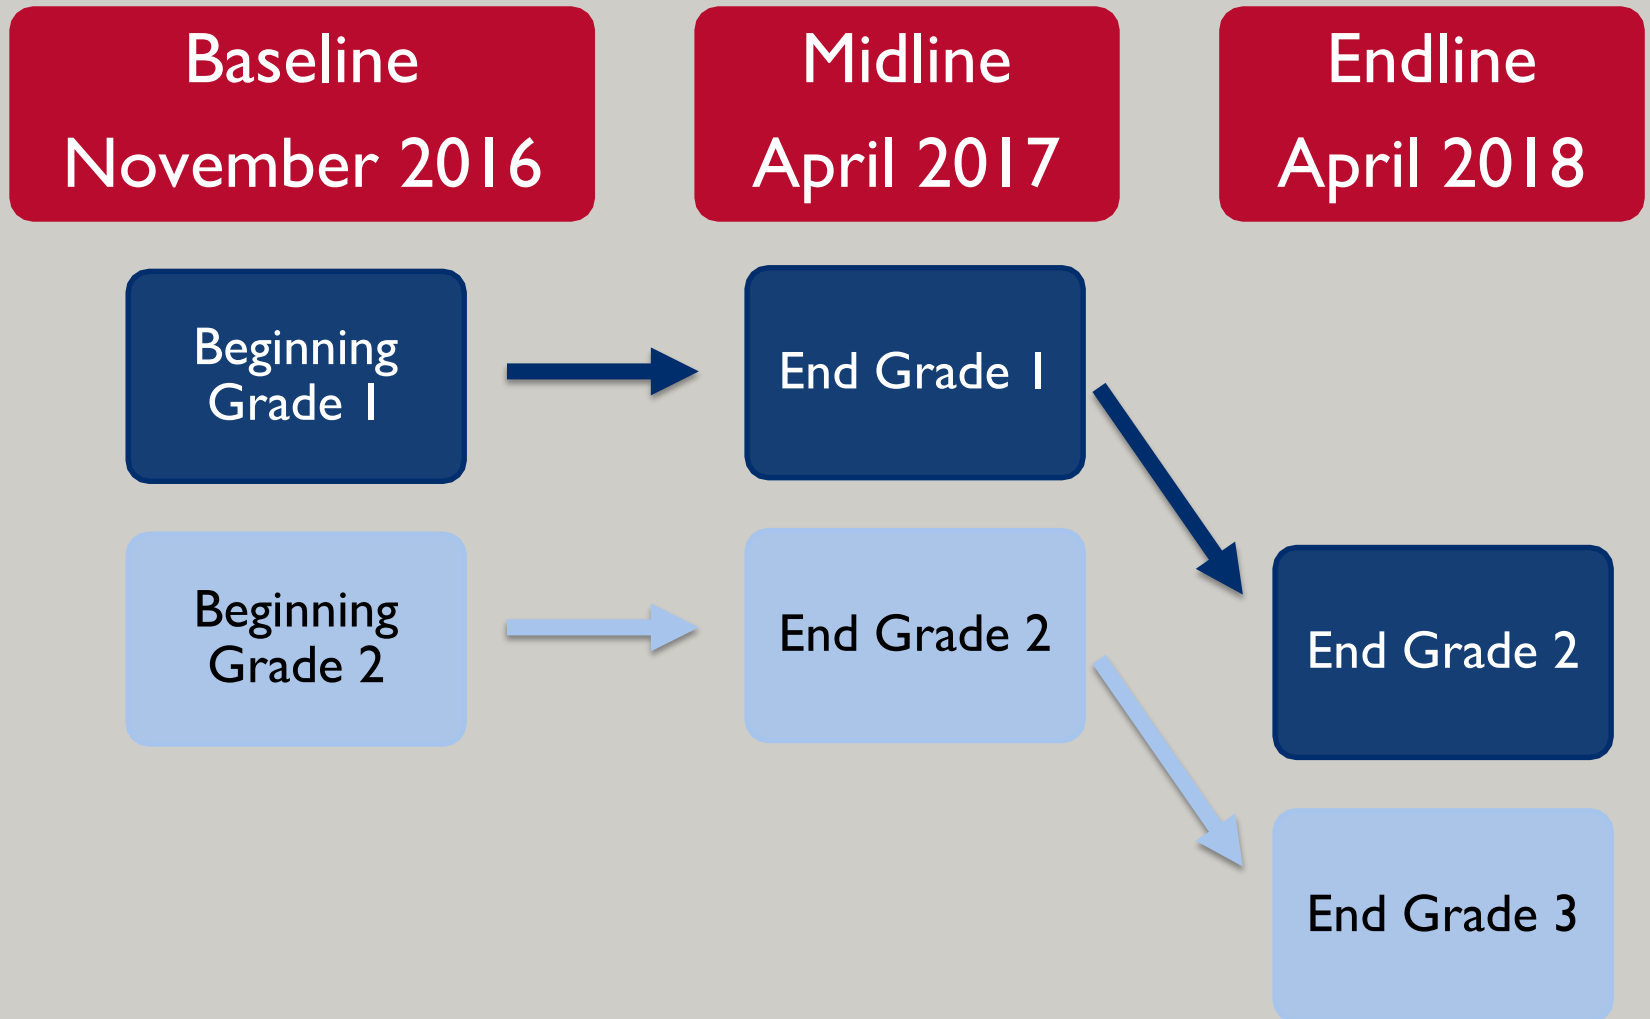 Baseline
November 2016
Midline
April 2017
Endline
April 2018
Beginning
Grade 1
End Grade 1
Beginning
Grade 2
End Grade 2
End Grade 2
End Grade 3